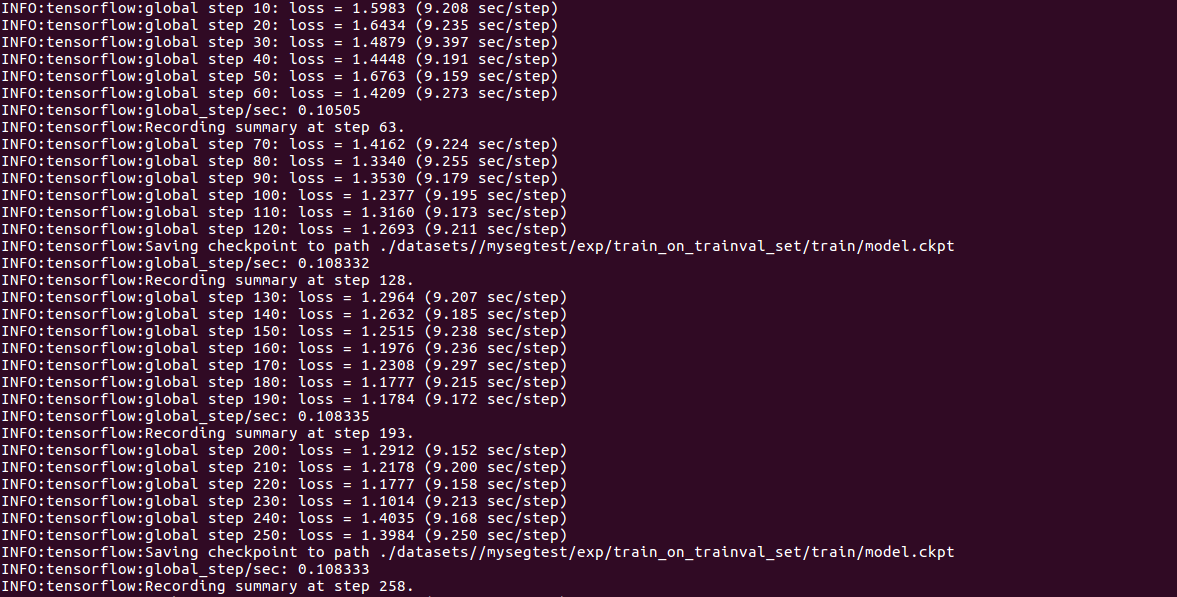 INFO:tensorflow:global step 10: loss = 1.5983 (9.208 sec/step)
INFO:tensorflow:global step 20: loss = 1.6434 (9.235 sec/step)
INFO:tensorflow:global step 30: loss = 1.4879 (9.397 sec/step)
INFO:tensorflow:global step 40: loss = 1.4448 (9.191 sec/step)
INFO:tensorflow:global step 50: loss = 1.6763 (9.159 sec/step)
INFO:tensorflow:global step 60: loss = 1.4209 (9.273 sec/step)
INFO:tensorflow:global_step/sec: 0.10505
INFO:tensorflow:Recording summary at step 63.
INFO:tensorflow:global step 70: loss = 1.4162 (9.224 sec/step)
INFO:tensorflow:global step 80: loss = 1.3340 (9.255 sec/step)
INFO:tensorflow:global step 90: loss = 1.3530 (9.179 sec/step)
INFO:tensorflow:global step 100: loss = 1.2377 (9.195 sec/step)
INFO:tensorflow:global step 110: loss = 1.3160 (9.173 sec/step)
INFO:tensorflow:global step 120: loss = 1.2693 (9.211 sec/step)
INFO:tensorflow:Saving checkpoint to path ./datasets//mysegtest/exp/train_on_trainval_set/train/model.ckpt
INFO:tensorflow:global_step/sec: 0.108332
INFO:tensorflow:Recording summary at step 128.
INFO:tensorflow:global step 130: loss = 1.2964 (9.207 sec/step)
INFO:tensorflow:global step 140: loss = 1.2632 (9.185 sec/step)
INFO:tensorflow:global step 150: loss = 1.2515 (9.238 sec/step)
INFO:tensorflow:global step 160: loss = 1.1976 (9.236 sec/step)
INFO:tensorflow:global step 170: loss = 1.2308 (9.297 sec/step)
INFO:tensorflow:global step 180: loss = 1.1777 (9.215 sec/step)
INFO:tensorflow:global step 190: loss = 1.1784 (9.172 sec/step)
INFO:tensorflow:global_step/sec: 0.108335
INFO:tensorflow:Recording summary at step 193.
INFO:tensorflow:global step 200: loss = 1.2912 (9.152 sec/step)
INFO:tensorflow:global step 210: loss = 1.2178 (9.200 sec/step)
INFO:tensorflow:global step 220: loss = 1.1777 (9.158 sec/step)
INFO:tensorflow:global step 230: loss = 1.1014 (9.213 sec/step)
INFO:tensorflow:global step 240: loss = 1.4035 (9.168 sec/step)
INFO:tensorflow:global step 250: loss = 1.3984 (9.250 sec/step)
INFO:tensorflow:Saving checkpoint to path ./datasets//mysegtest/exp/train_on_trainval_set/train/model.ckpt
INFO:tensorflow:global_step/sec: 0.108333
INFO:tensorflow:Recording summary at step 258.